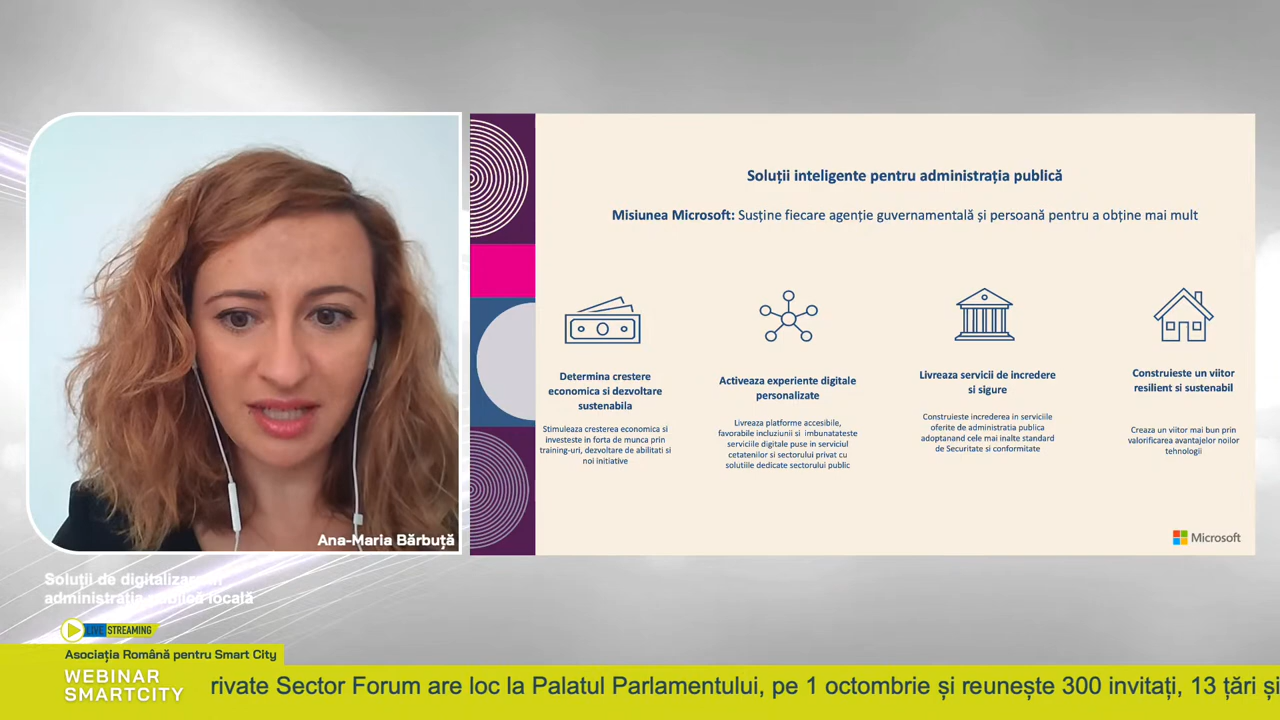 Soluții inteligente pentru administrația publică
Misiunea Microsoft: Susține fiecare agenție guvernamentală și persoană pentru a obține mai mult
Determina crestere
economica si dezvoltare
sustenabila
Stimuleaza cresterea economica si
investeste in forta de munca prin
training-uri, dezvoltare de abilitati si
noi initiative
Activeaza experiente digitale
personalizate
Livreaza platforme accesibile,
favorabile incluziunii si imbunatateste
serviciile digitale puse in serviciul
cetatenilor si sectorului privat cu
solutiile dedicate sectorului public
Livreaza servicii de incredere
si sigure
Construieste increderea in serviciile
oferite de administratia publica
adoptanand cele mai inalte standard
de Securitate si conformitate
Construieste un viitor
resilient si sustenabil
Creaza un viitor mai bun prin
valorificarea avantajelor noilor
tehnologii
Microsoft
Ana-Maria Bărbuță
Soluții de digitalizare în
administrația publică locală
LIVE STREAMING
Asociația Română pentru Smart City
WEBINAR
SMARTCITY
rivate Sector Forum are loc la Palatul Parlamentului, pe 1 octombrie și reunește 300 invitați, 13 țări și